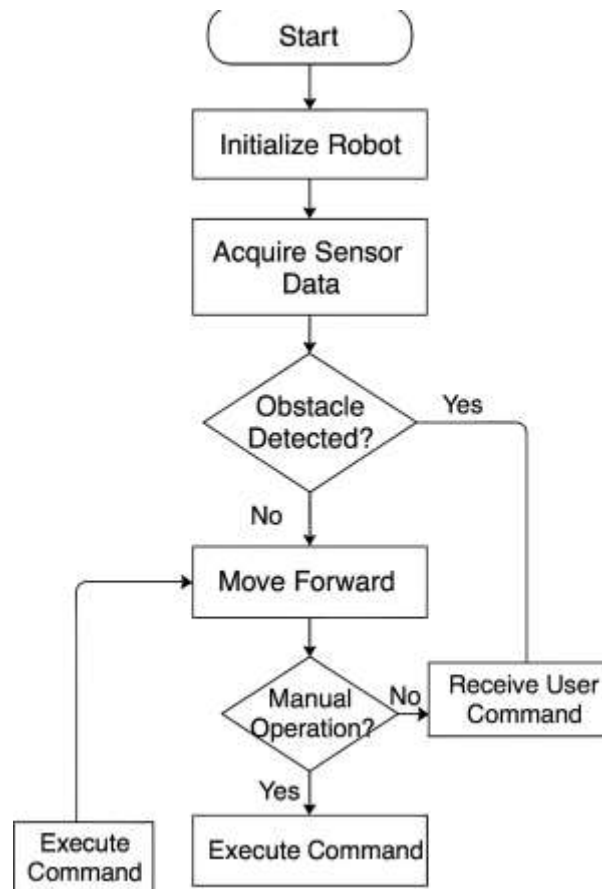 Start
Initialize Robot
Acquire Sensor
Data
Obstacle
Detected?
Yes
No
Move Forward
Manual
Operation?
No
Receive User
Command
Yes
Execute Command
Execute
Command